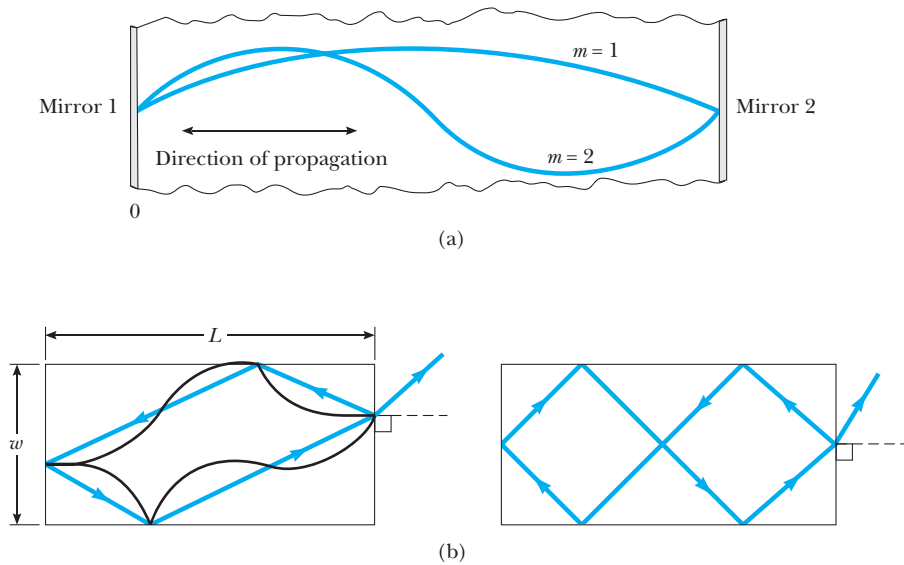 m = 1
Mirror 1
Mirror 2
Direction of propagation
m = 2
0
(a)
L
w
(b)